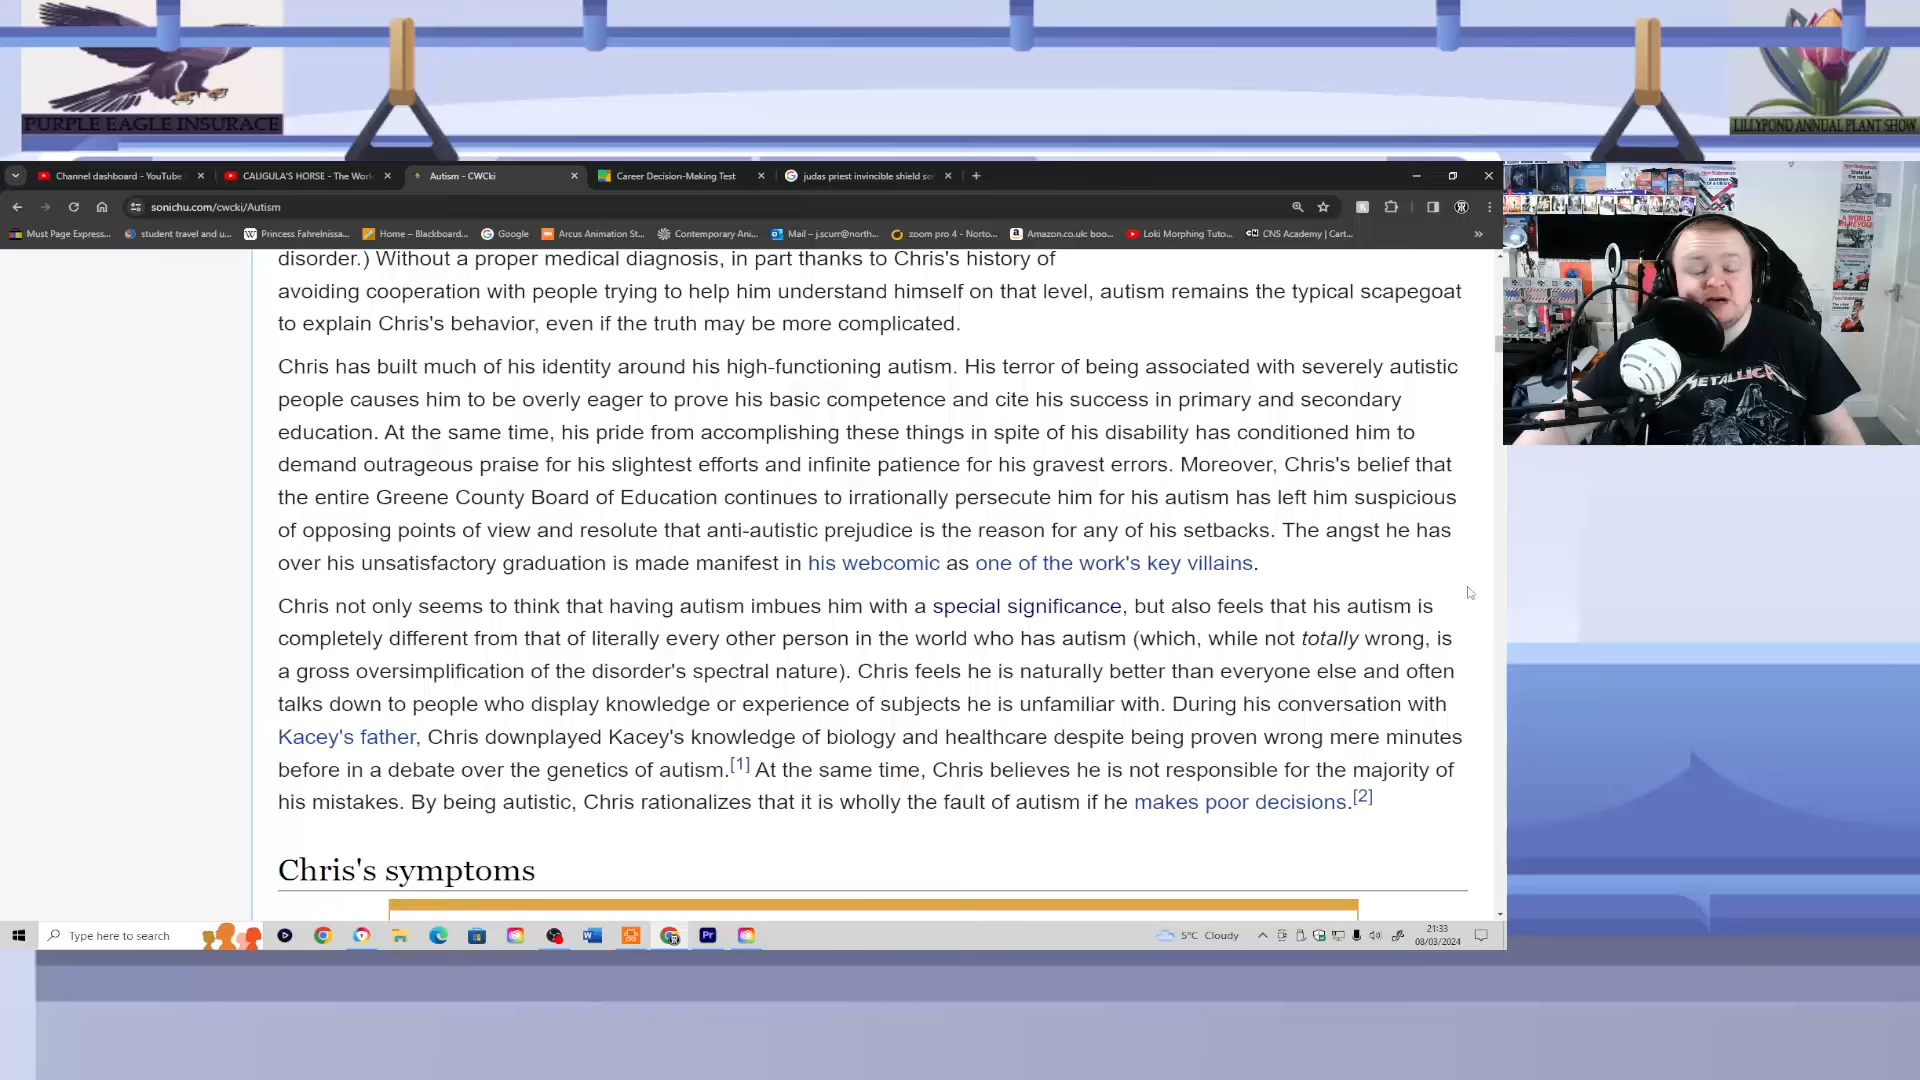 PURPLE EAGLE INSURACE
LILLYPOND ANNUAL PLANT SHOW
Channel dashboard - YouTube
CALIGULA'S HORSE - The Wor
Autism - CWCki
Career Decision-Making Test
judas priest invincible shield so
sonichu.com/cwcki/Autism
Must Page Express...
student travel and u...
Princess Fahrelnissa...
Home – Blackboard...
Google
Arcus Animation St...
Contemporary Ani...
Mail – j.scurr@north...
zoom pro 4 - Norto...
Amazon.co.uk: boo...
Loki Morphing Tuto...
CNS Academy | Cart...
disorder.) Without a proper medical diagnosis, in part thanks to Chris's history of
avoiding cooperation with people trying to help him understand himself on that level, autism remains the typical scapegoat
to explain Chris's behavior, even if the truth may be more complicated.
Chris has built much of his identity around his high-functioning autism. His terror of being associated with severely autistic
people causes him to be overly eager to prove his basic competence and cite his success in primary and secondary
education. At the same time, his pride from accomplishing these things in spite of his disability has conditioned him to
demand outrageous praise for his slightest efforts and infinite patience for his gravest errors. Moreover, Chris's belief that
the entire Greene County Board of Education continues to irrationally persecute him for his autism has left him suspicious
of opposing points of view and resolute that anti-autistic prejudice is the reason for any of his setbacks. The angst he has
over his unsatisfactory graduation is made manifest in his webcomic as one of the work's key villains.
Chris not only seems to think that having autism imbues him with a special significance, but also feels that his autism is
completely different from that of literally every other person in the world who has autism (which, while not totally wrong, is
a gross oversimplification of the disorder's spectral nature). Chris feels he is naturally better than everyone else and often
talks down to people who display knowledge or experience of subjects he is unfamiliar with. During his conversation with
Kacey's father, Chris downplayed Kacey's knowledge of biology and healthcare despite being proven wrong mere minutes
before in a debate over the genetics of autism.[1] At the same time, Chris believes he is not responsible for the majority of
his mistakes. By being autistic, Chris rationalizes that it is wholly the fault of autism if he makes poor decisions.[2]
Chris's symptoms
METALLICA
Type here to search
5°C Cloudy
21:33
08/03/2024